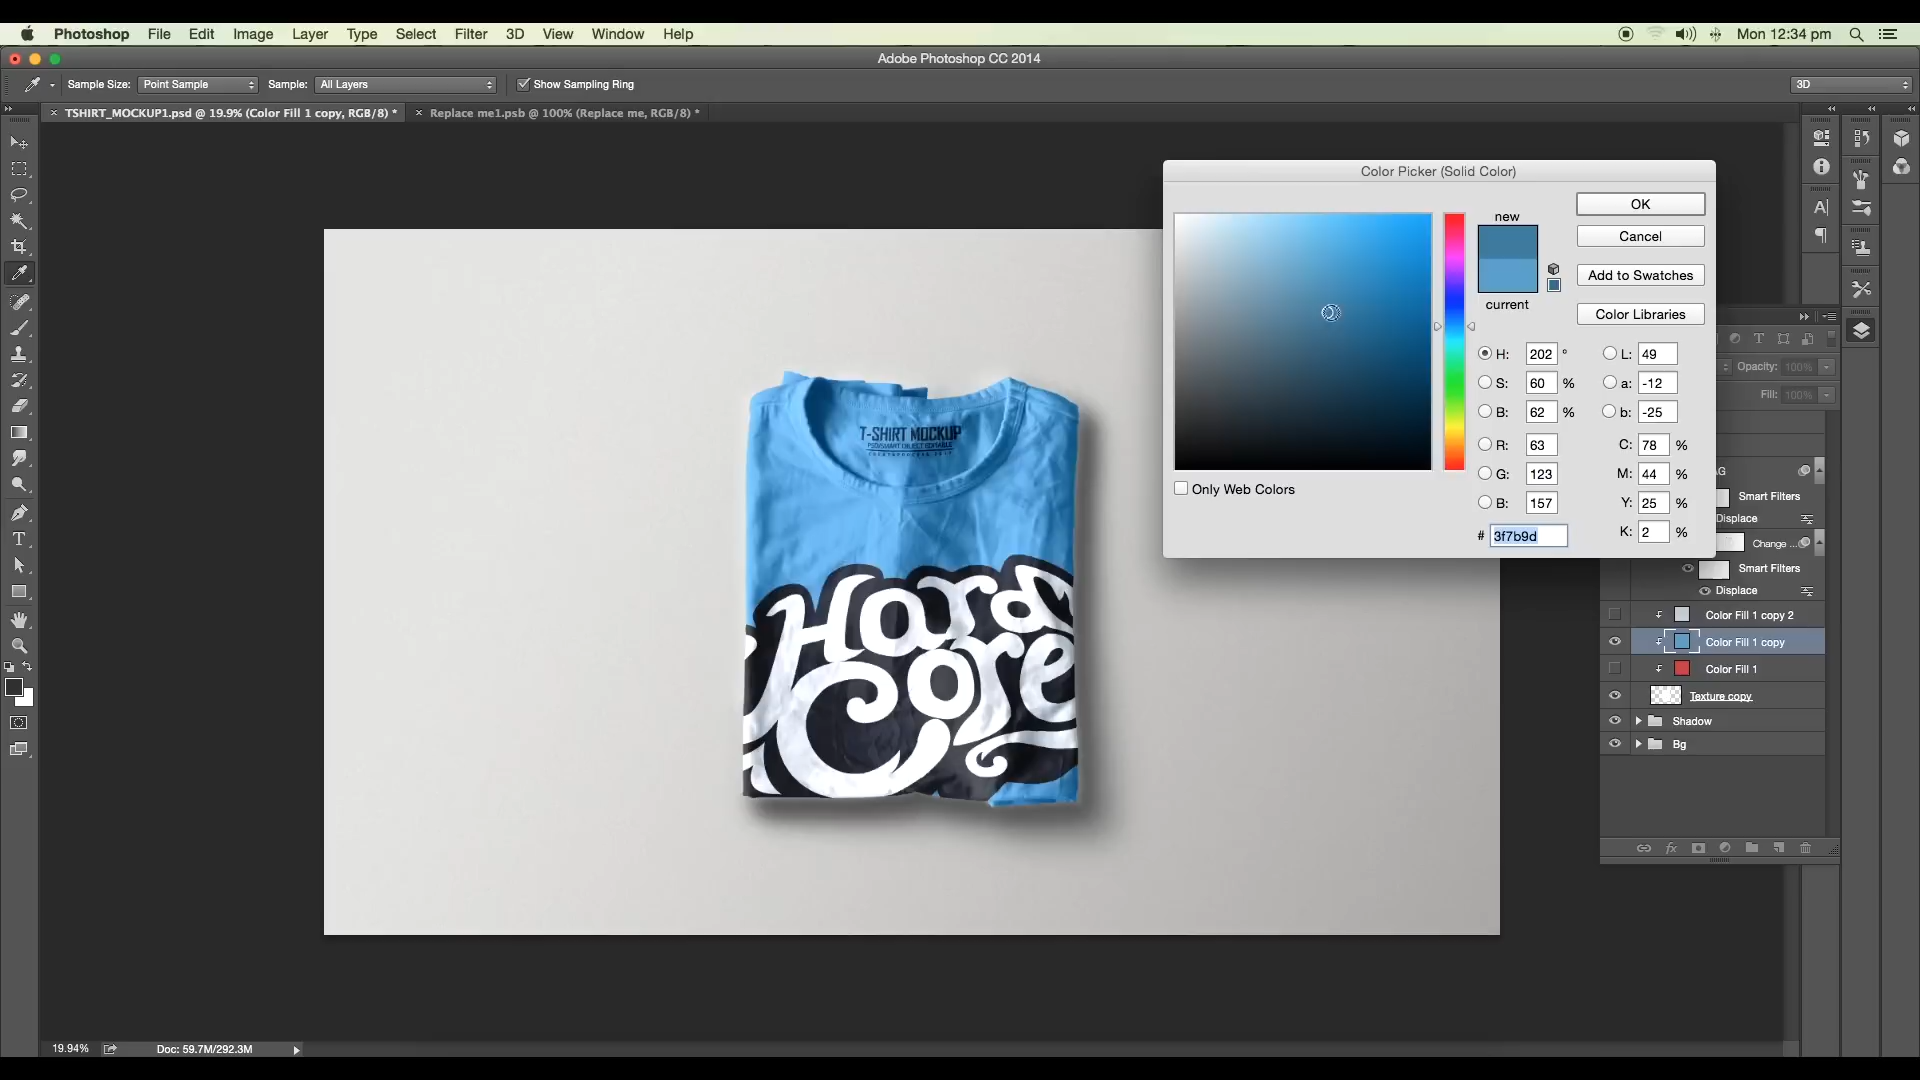 Photoshop File Edit Image Layer Type Select Filter 3D View Window Help Mon 12:34 pm
Adobe Photoshop CC 2014
Sample Size: Point Sample Sample: All Layers Show Sampling Ring 3D
× TSHIRT_MOCKUP1.psd @ 19.9% (Color Fill 1 copy, RGB/8) * × Replace me1.psb @ 100% (Replace me, RGB/8) *
Color Picker (Solid Color)
new
OK
Cancel
Add to Swatches
current
Color Libraries
H: 202 ° L: 49
S: 60 % a: -12
B: 62 % b: -25
R: 63 C: 78 %
G: 123 M: 44 %
B: 157 Y: 25 %
# 3f7b9d K: 2 %
Only Web Colors
Opacity: 100%
Fill: 100%
AG
Smart Filters
Displace
Change ...
Smart Filters
Displace
Color Fill 1 copy 2
Color Fill 1 copy
Color Fill 1
Texture copy
Shadow
Bg
T-SHIRT MOCKUP
PSD/SMART OBJECT EDITABLE
Hard
Core
19.94% Doc: 59.7M/292.3M